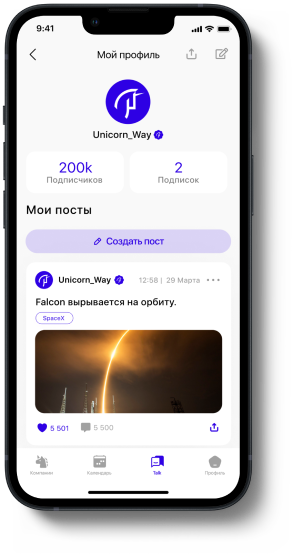 9:41
Мой профиль
Unicorn_Way
200k
Подписчиков
2
Подписок
Мои посты
Создать пост
Unicorn_Way
12:58 | 29 Марта
Falcon вырывается на орбиту.
SpaceX
5 501
5 500
Компании
Календарь
Talk
Профиль